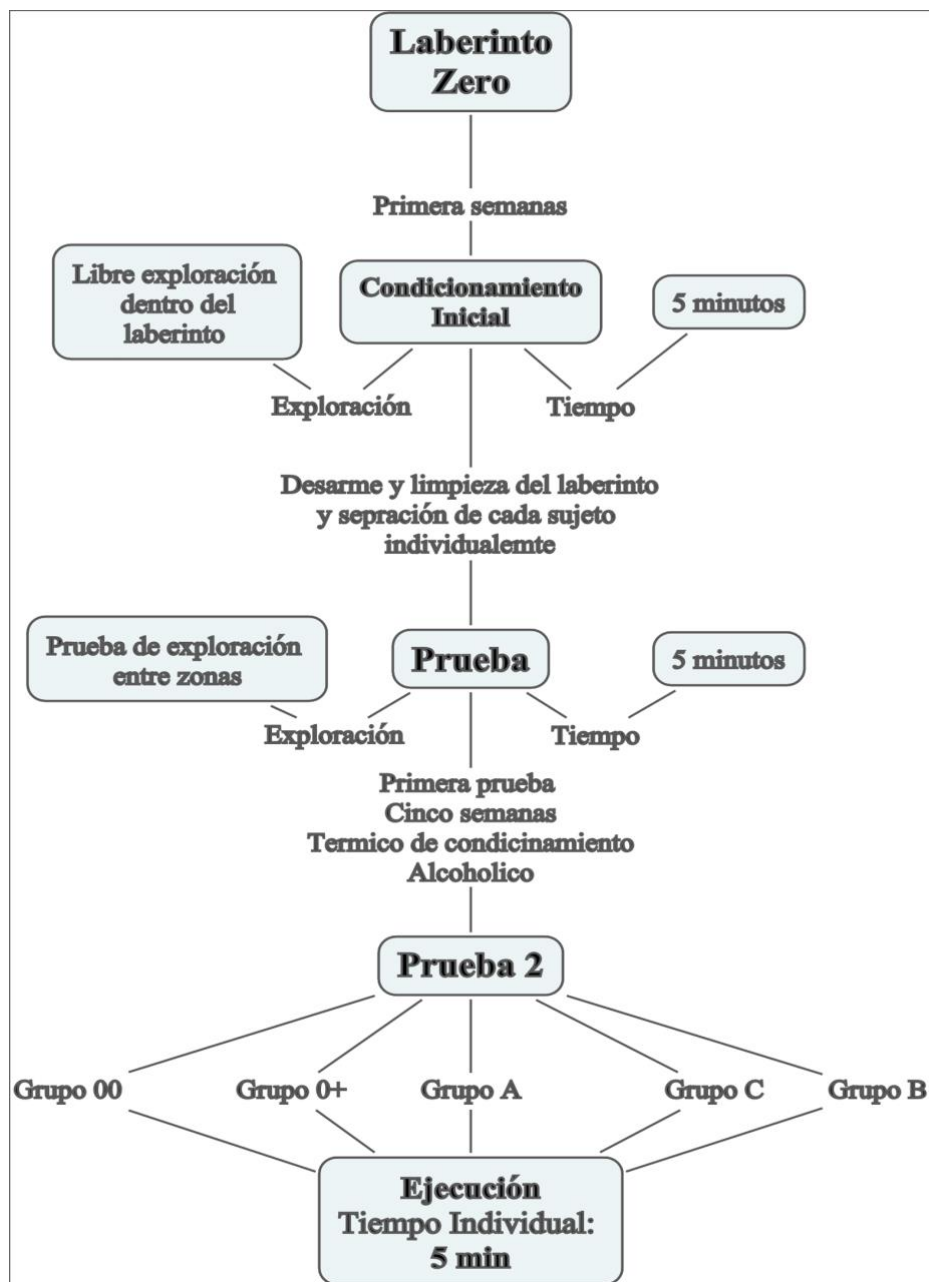 Laberinto
Zero
Primera semanas
Libre exploración
dentro del
laberinto
Condicionamiento
Inicial
5 minutos
Exploración
Tiempo
Desarme y limpieza del laberinto
y sepración de cada sujeto
individualemte
Prueba de exploración
entre zonas
Prueba
5 minutos
Exploración
Tiempo
Primera prueba
Cinco semanas
Termico de condicinamiento
Alcoholico
Prueba 2
Grupo 00
Grupo 0+
Grupo A
Grupo C
Grupo B
Ejecución
Tiempo Individual:
5 min